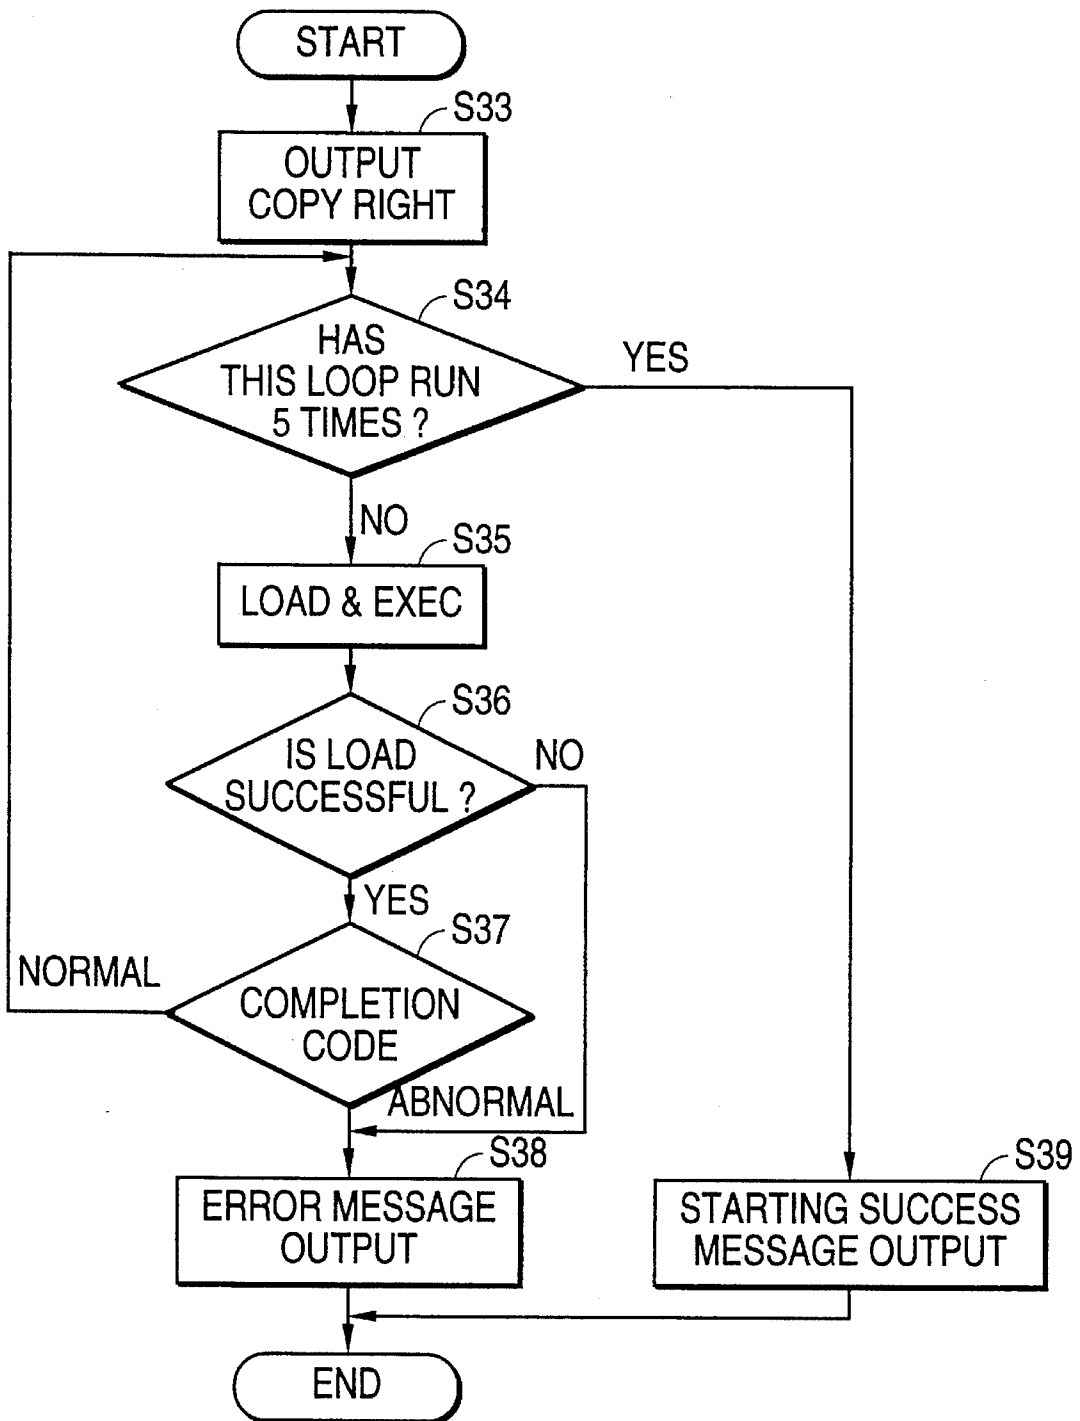 START
S33
OUTPUT
COPY RIGHT
S34
HAS
THIS LOOP RUN
5 TIMES ?
YES
NO
S35
LOAD & EXEC
S36
IS LOAD
SUCCESSFUL ?
NO
YES
S37
NORMAL
COMPLETION
CODE
ABNORMAL
S38
ERROR MESSAGE
OUTPUT
S39
STARTING SUCCESS
MESSAGE OUTPUT
END